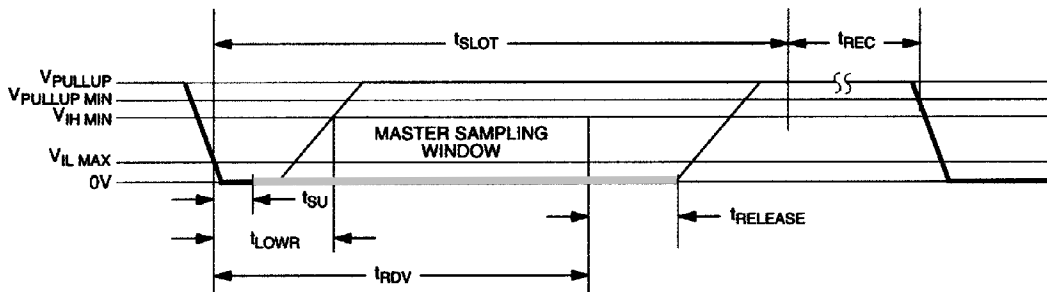 tSLOT
tREC
VPULLUP
VPULLUP MIN
VIH MIN
MASTER SAMPLING
WINDOW
VIL MAX
0V
tSU
tRELEASE
tLOWR
tRDV